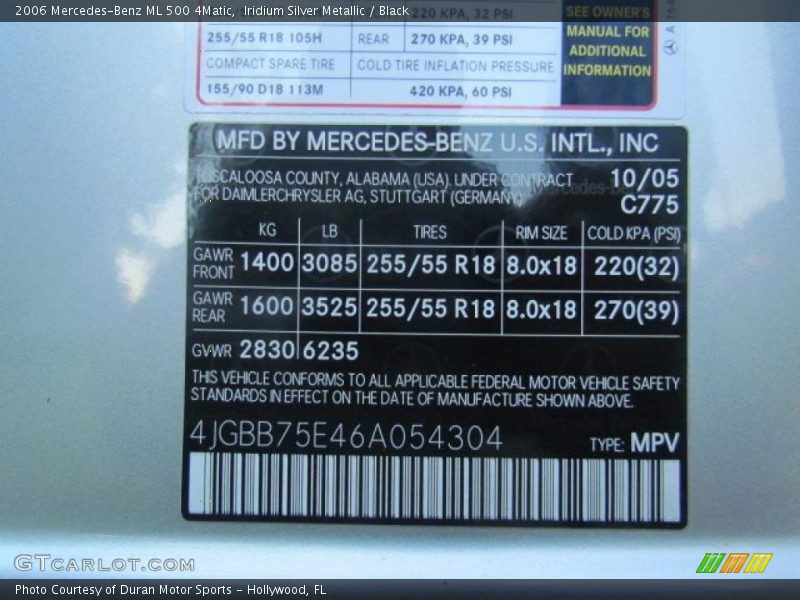 2006 Mercedes-Benz ML 500 4Matic, Iridium Silver Metallic / Black
220 KPA, 32 PSI
255/55 R18 105H REAR 270 KPA, 39 PSI
COMPACT SPARE TIRE COLD TIRE INFLATION PRESSURE
155/90 D18 113M 420 KPA, 60 PSI
SEE OWNER'S
MANUAL FOR
ADDITIONAL
INFORMATION
MFD BY MERCEDES-BENZ U.S. INTL., INC
TUSCALOOSA COUNTY, ALABAMA (USA). UNDER CONTRACT 10/05
FOR DAIMLERCHRYSLER AG, STUTTGART (GERMANY) C775
KG LB TIRES RIM SIZE COLD KPA (PSI)
GAWR FRONT 1400 3085 255/55 R18 8.0x18 220(32)
GAWR REAR 1600 3525 255/55 R18 8.0x18 270(39)
GVWR 2830 6235
THIS VEHICLE CONFORMS TO ALL APPLICABLE FEDERAL MOTOR VEHICLE SAFETY
STANDARDS IN EFFECT ON THE DATE OF MANUFACTURE SHOWN ABOVE.
4JGBB75E46A054304 TYPE: MPV
GTCARLOT.COM
Photo Courtesy of Duran Motor Sports - Hollywood, FL